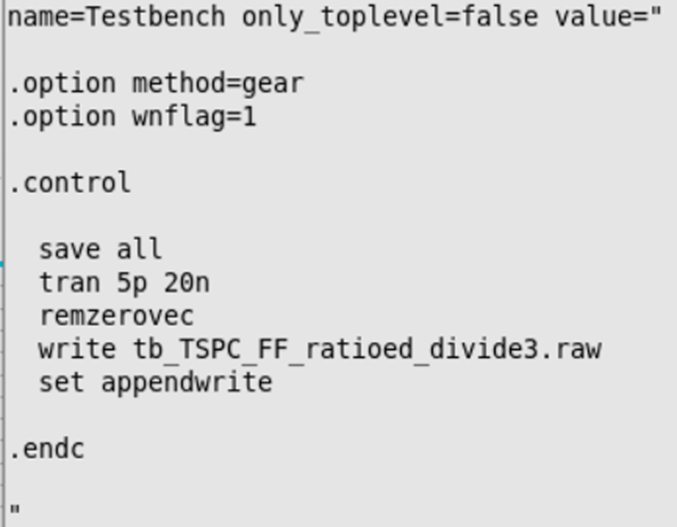 name=Testbench only_toplevel=false value="
.option method=gear
.option wnflag=1
.control
save all
tran 5p 20n
remzerovec
write tb_TSPC_FF_ratioed_divide3.raw
set appendwrite
.endc
"